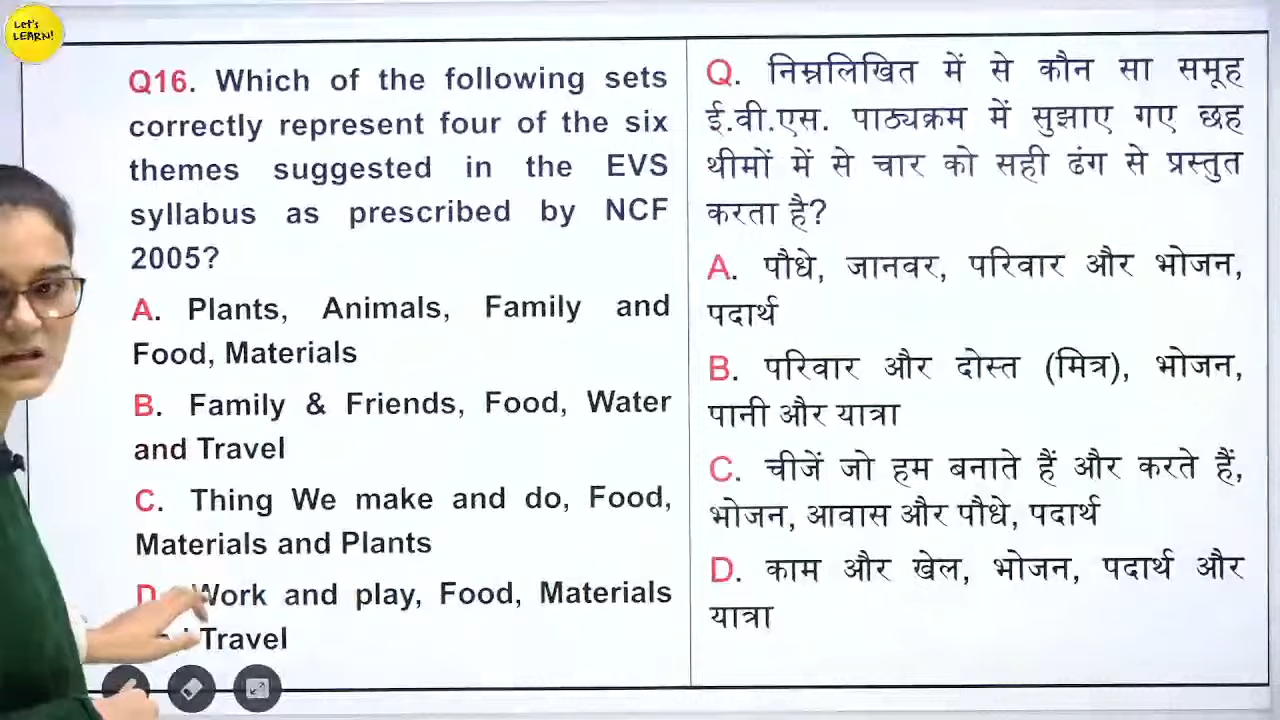 Let's
LEARN!
Q16. Which of the following sets
correctly represent four of the six
themes suggested in the EVS
syllabus as prescribed by NCF
2005?
A. Plants, Animals, Family and
Food, Materials
B. Family & Friends, Food, Water
and Travel
C. Thing We make and do, Food,
Materials and Plants
D. Work and play, Food, Materials
Travel
Q. निम्नलिखित में से कौन सा समूह
ई.वी.एस. पाठ्यक्रम में सुझाए गए छह
थीमों में से चार को सही ढंग से प्रस्तुत
करता है?
A. पौधे, जानवर, परिवार और भोजन,
पदार्थ
B. परिवार और दोस्त (मित्र), भोजन,
पानी और यात्रा
C. चीजें जो हम बनाते हैं और करते हैं,
भोजन, आवास और पौधे, पदार्थ
D. काम और खेल, भोजन, पदार्थ और
यात्रा